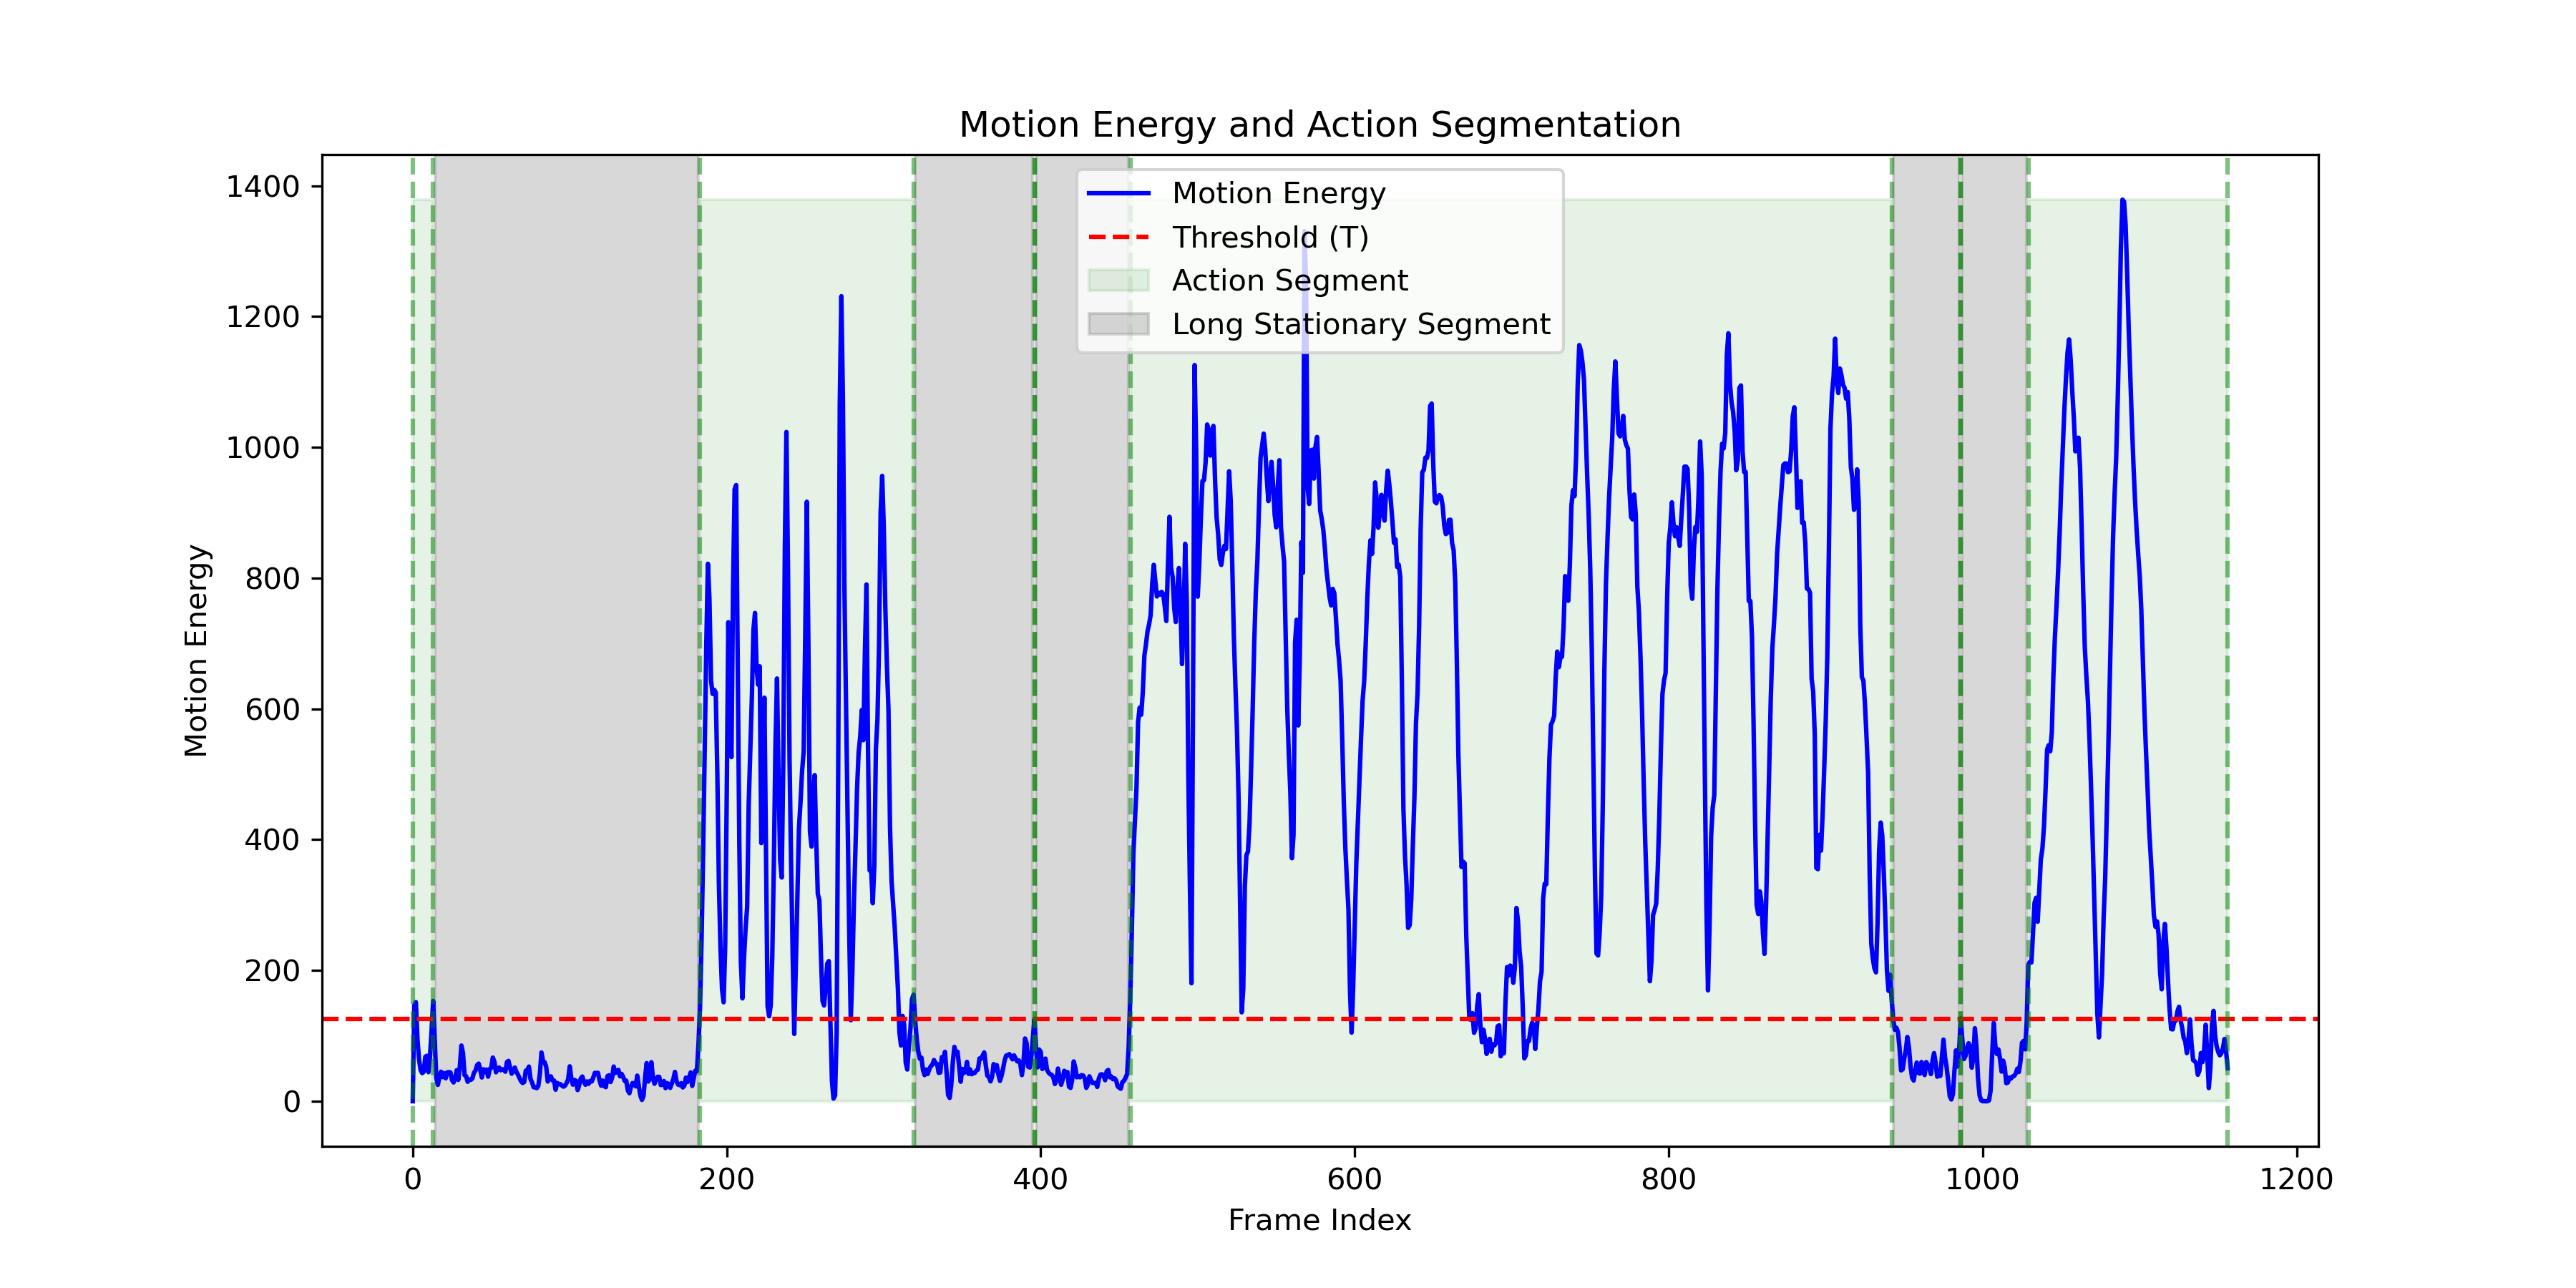 Motion Energy and Action Segmentation
Motion Energy
Threshold (T)
Action Segment
Long Stationary Segment
Motion Energy
1400
1200
1000
800
600
400
200
0
0 200 400 600 800 1000 1200
Frame Index